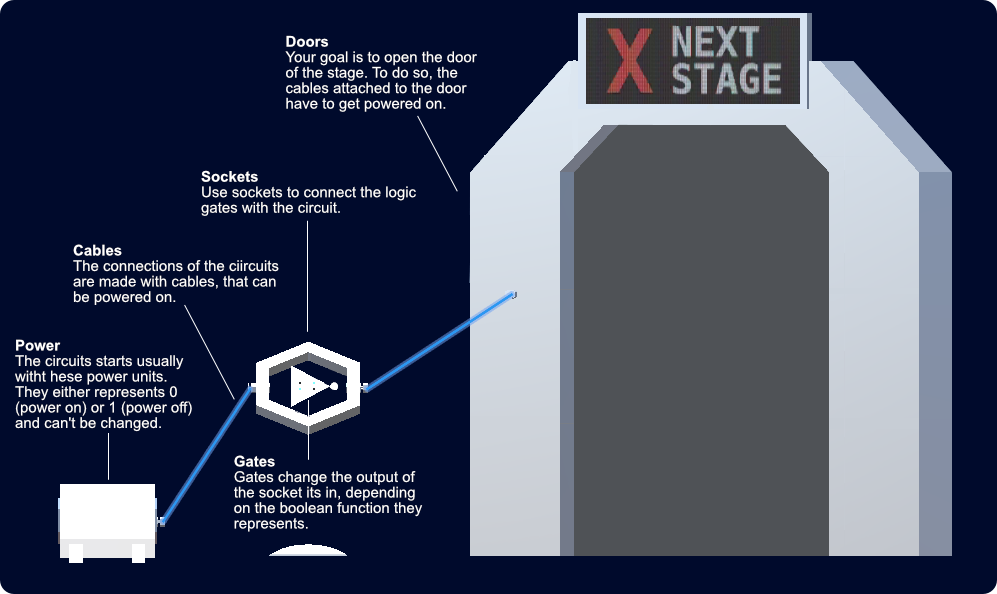 Doors
Your goal is to open the door
of the stage. To do so, the
cables attached to the door
have to get powered on.
X NEXT
STAGE
Sockets
Use sockets to connect the logic
gates with the circuit.
Cables
The connections of the ciircuits
are made with cables, that can
be powered on.
Power
The circuits starts usually
witht hese power units.
They either represents 0
(power on) or 1 (power off)
and can't be changed.
Gates
Gates change the output of
the socket its in, depending
on the boolean function they
represents.